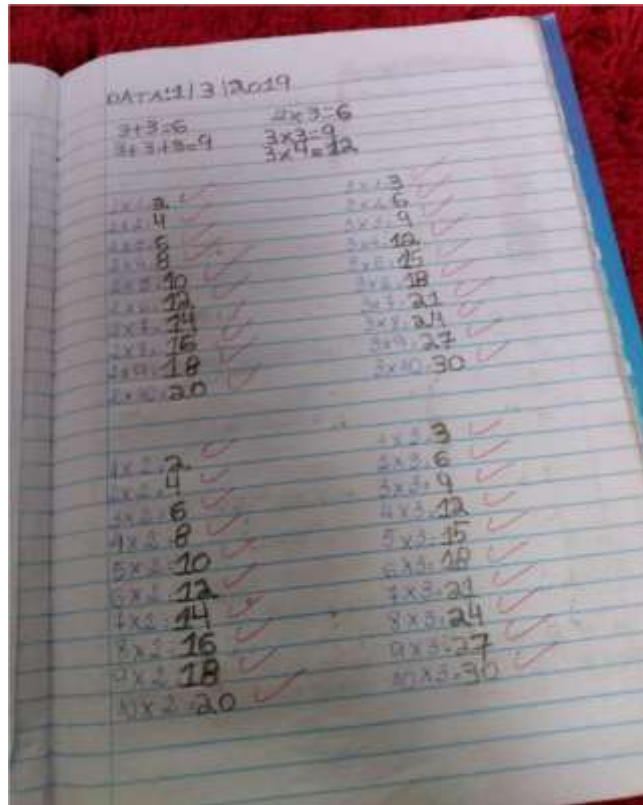 DATA:1|3|2019
3+3=6
3+3+3=9
2x3=6
3x3=9
3x4=12
2x1=2
2x2=4
2x3=6
2x4=8
2x5=10
2x6=12
2x7=14
2x8=16
2x9=18
2x10=20
3x1=3
3x2=6
3x3=9
3x4=12
3x5=15
3x6=18
3x7=21
3x8=24
3x9=27
3x10=30
1x2=2
2x2=4
3x2=6
4x2=8
5x2=10
6x2=12
7x2=14
8x2=16
9x2=18
10x2=20
3
2x3=6
3x3=9
4x3=12
5x3=15
6x3=18
7x3=21
8x3=24
9x3=27
10x3=30